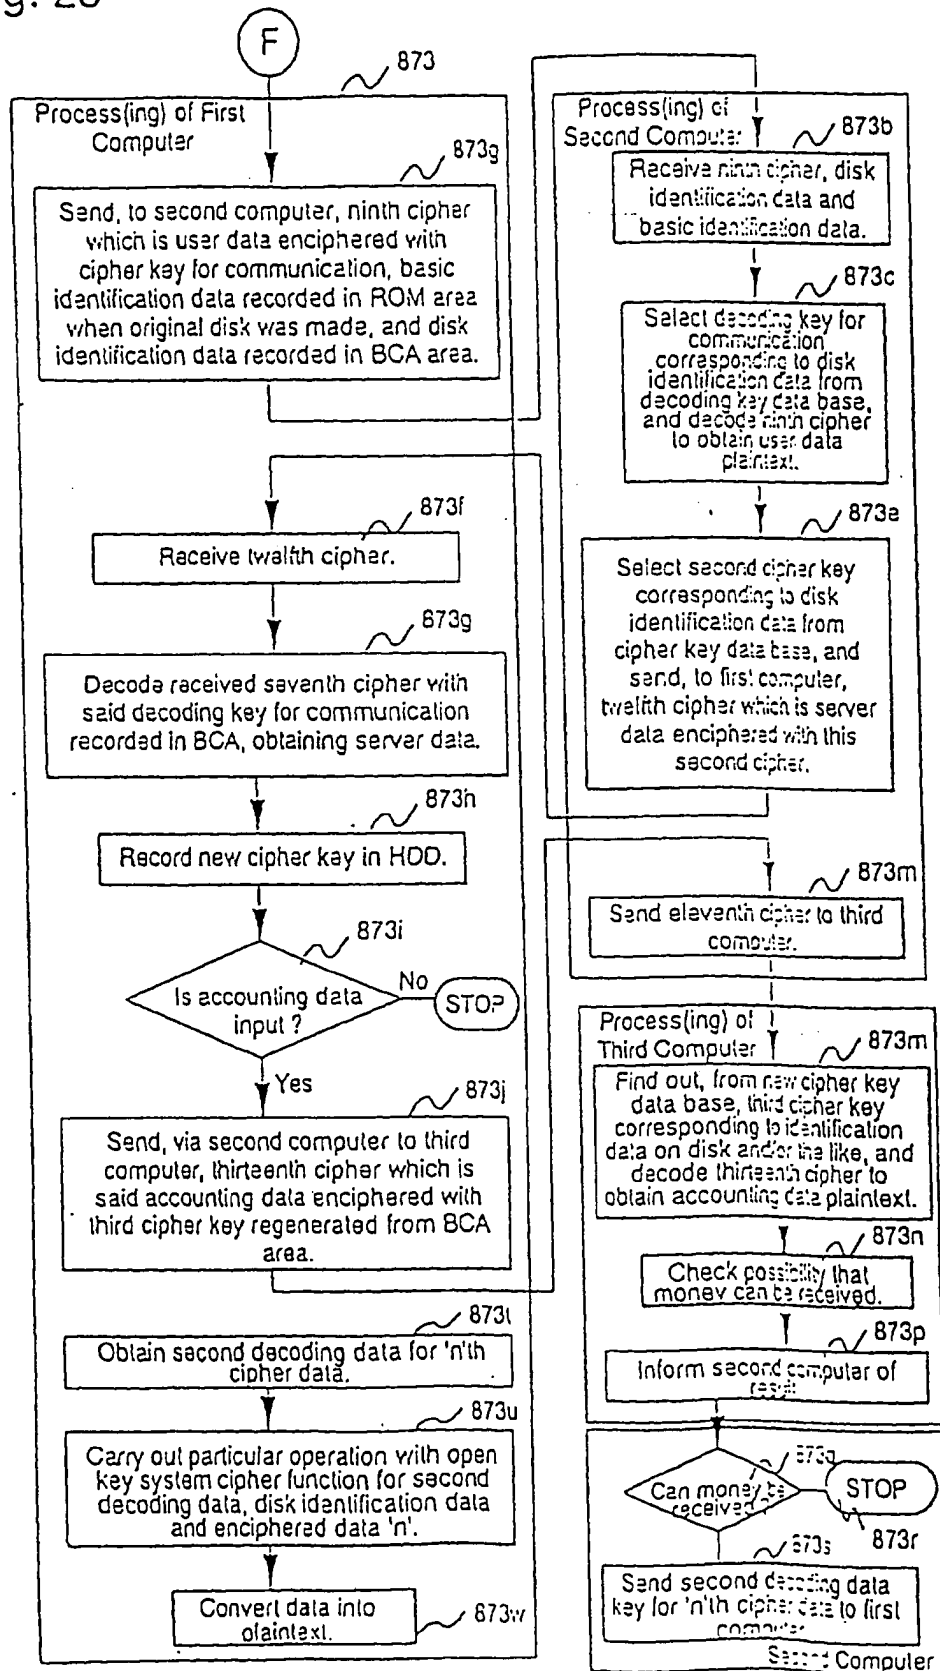 g. 28
F
873
Process(ing) of First
Computer
873g
Send, to second computer, ninth cipher
which is user data enciphered with
cipher key for communication, basic
identification data recorded in ROM area
when original disk was made, and disk
identification data recorded in BCA area.
873f
Receive twelfth cipher.
873g
Decode received seventh cipher with
said decoding key for communication
recorded in BCA, obtaining server data.
873h
Record new cipher key in HDD.
873i
Is accounting data
input ?
No
STOP
Yes
873j
Send, via second computer to third
computer, thirteenth cipher which is
said accounting data enciphered with
third cipher key regenerated from BCA
area.
873t
Obtain second decoding data for 'n'th
cipher data.
873u
Carry out particular operation with open
key system cipher function for second
decoding data, disk identification data
and enciphered data 'n'.
Convert data into
plaintext.
873w
Process(ing) of
Second Computer
873b
Receive ninth cipher, disk
identification data and
basic identification data.
873c
Select decoding key for
communication
corresponding to disk
identification data from
decoding key data base,
and decode ninth cipher
to obtain user data
plaintext.
873e
Select second cipher key
corresponding to disk
identification data from
cipher key data base, and
send, to first computer,
twelfth cipher which is server
data enciphered with this
second cipher.
873m
Send eleventh cipher to third
computer.
Process(ing) of
Third Computer
873m
Find out, from new cipher key
data base, third cipher key
corresponding to identification
data on disk and/or the like, and
decode thirteenth cipher to
obtain accounting data plaintext.
873n
Check possibility that
money can be received.
873p
Inform second computer of
result
873q
Can money be
received
STOP
873r
873s
Send second decoding data
key for 'n'th cipher data to first
computer
Second Computer